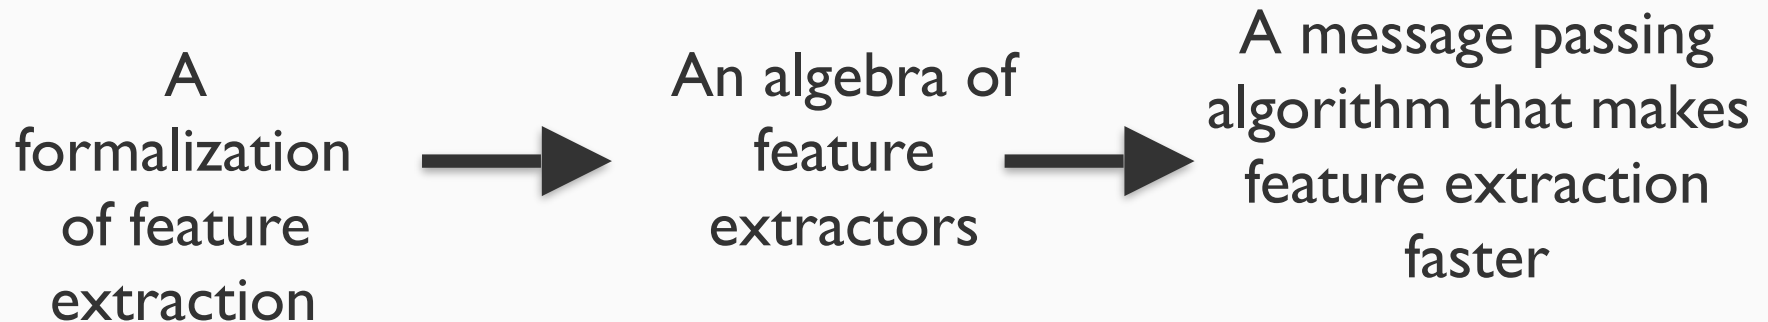 A
formalization
of feature
extraction
An algebra of
feature
extractors
A message passing
algorithm that makes
feature extraction
faster